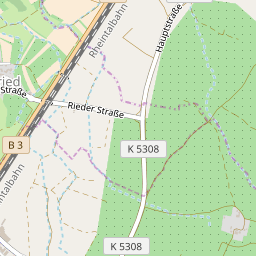 Rheintalbahn
Hauptstraße
ried
Straße
Rieder Straße
B 3
K 5308
Rheintalbahn
K 5308